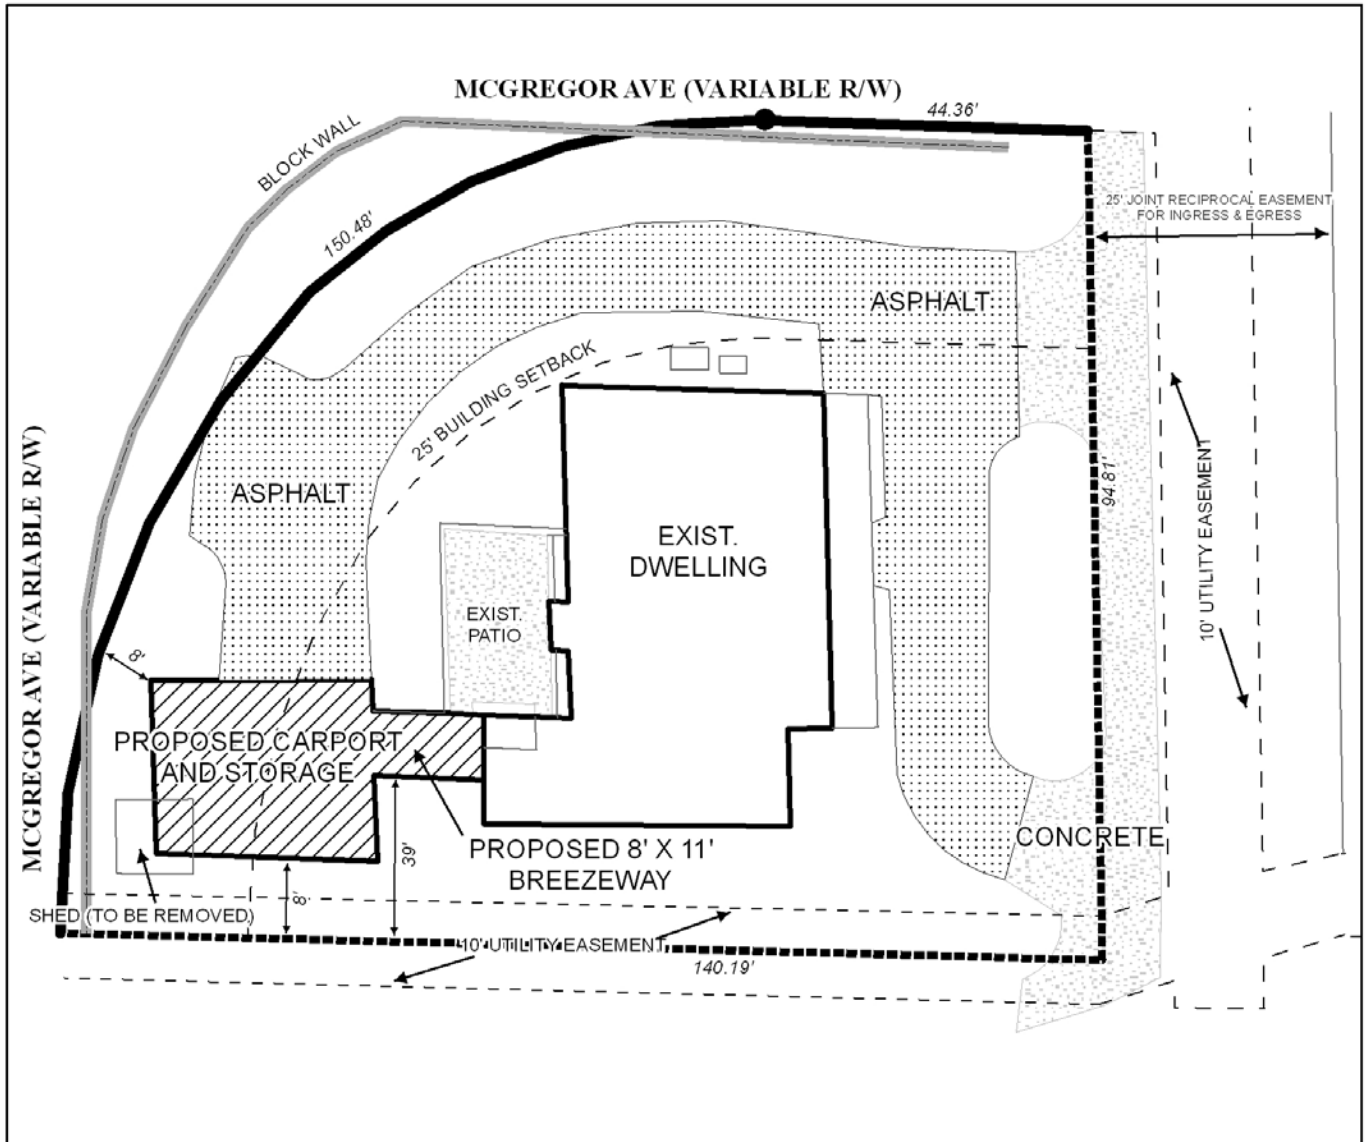 MCGREGOR AVE (VARIABLE R/W)
44.36'
BLOCK WALL
150.48'
25' JOINT RECIPROCAL EASEMENT
FOR INGRESS & EGRESS
ASPHALT
25' BUILDING SETBACK
ASPHALT
MCGREGOR AVE (VARIABLE R/W)
EXIST.
DWELLING
94.81'
10' UTILITY EASEMENT
EXIST.
PATIO
8'
PROPOSED CARPORT
AND STORAGE
CONCRETE
PROPOSED 8' X 11'
BREEZEWAY
39'
8'
SHED (TO BE REMOVED)
10' UTILITY EASEMENT
140.19'